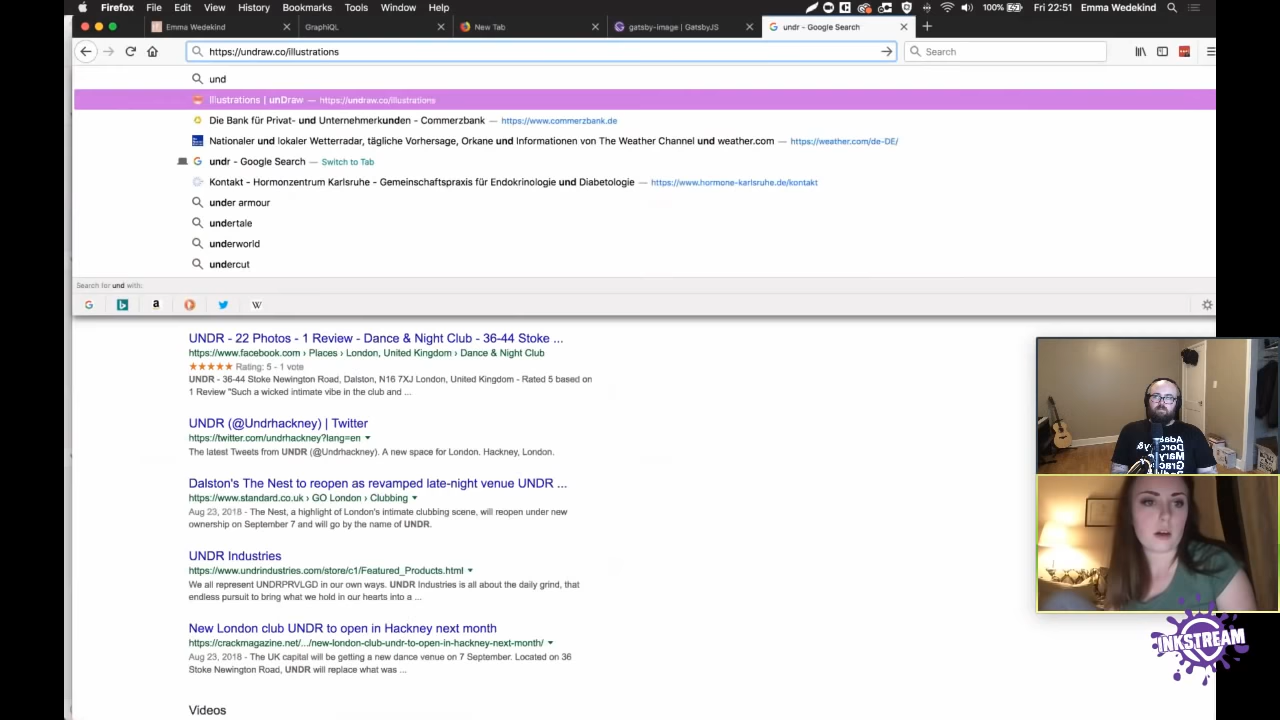 Firefox File Edit View History Bookmarks Tools Window Help 100% Fri 22:51 Emma Wedekind
Emma Wedekind GraphiQL New Tab gatsby-image | GatsbyJS undr - Google Search
https://undraw.co/illustrations Search
und
Illustrations | unDraw — https://undraw.co/illustrations
Die Bank für Privat- und Unternehmerkunden - Commerzbank — https://www.commerzbank.de
Nationaler und lokaler Wetterradar, tägliche Vorhersage, Orkane und Informationen von The Weather Channel und weather.com — https://weather.com/de-DE/
undr - Google Search — Switch to Tab
Kontakt - Hormonzentrum Karlsruhe - Gemeinschaftspraxis für Endokrinologie und Diabetologie — https://www.hormone-karlsruhe.de/kontakt
under armour
undertale
underworld
undercut
Search for und with:
UNDR - 22 Photos - 1 Review - Dance & Night Club - 36-44 Stoke ...
https://www.facebook.com › Places › London, United Kingdom › Dance & Night Club
Rating: 5 - 1 vote
UNDR - 36-44 Stoke Newington Road, Dalston, N16 7XJ London, United Kingdom - Rated 5 based on
1 Review "Such a wicked intimate vibe in the club and ...
UNDR (@Undrhackney) | Twitter
https://twitter.com/undrhackney?lang=en
The latest Tweets from UNDR (@Undrhackney). A new space for London. Hackney, London.
Dalston's The Nest to reopen as revamped late-night venue UNDR ...
https://www.standard.co.uk › GO London › Clubbing
Aug 23, 2018 - The Nest, a highlight of London's intimate clubbing scene, will reopen under new
ownership on September 7 and will go by the name of UNDR.
UNDR Industries
https://www.undrindustries.com/store/c1/Featured_Products.html
We all represent UNDRPRVLGD in our own ways. UNDR Industries is all about the daily grind, that
endless pursuit to bring what we hold in our hearts into a ...
New London club UNDR to open in Hackney next month
https://crackmagazine.net/.../new-london-club-undr-to-open-in-hackney-next-month/
Aug 23, 2018 - The UK capital will be getting a new dance venue on 7 September. Located on 36
Stoke Newington Road, UNDR will replace what was ...
Videos
INKSTREAM